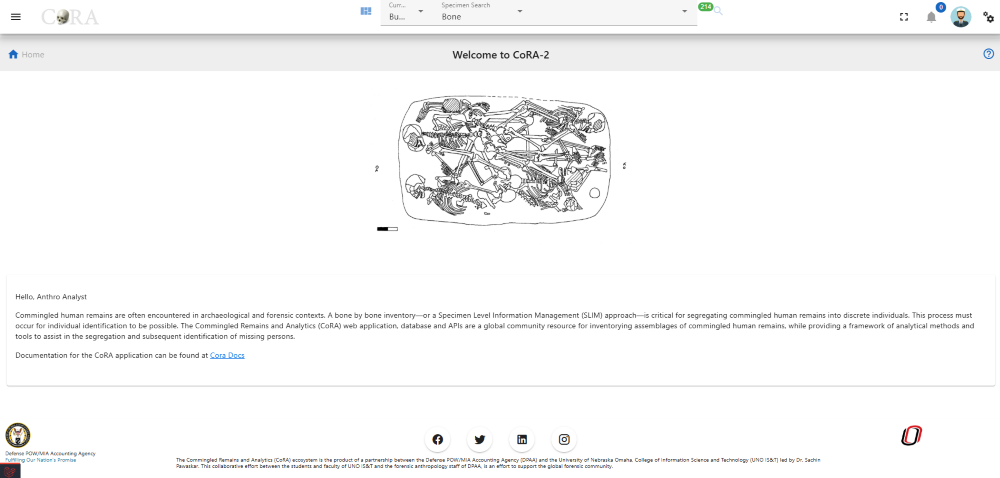 CoRA
Curr...
Bu...
Specimen Search
Bone
214
0
Home
Welcome to CoRA-2
Hello, Anthro Analyst
Commingled human remains are often encountered in archaeological and forensic contexts. A bone by bone inventory—or a Specimen Level Information Management (SLIM) approach—is critical for segregating commingled human remains into discrete individuals. This process must
occur for individual identification to be possible. The Commingled Remains and Analytics (CoRA) web application, database and APIs are a global community resource for inventorying assemblages of commingled human remains, while providing a framework of analytical methods and
tools to assist in the segregation and subsequent identification of missing persons.
Documentation for the CoRA application can be found at Cora Docs
Defense POW/MIA Accounting Agency
Fulfilling Our Nation's Promise
The Commingled Remains and Analytics (CoRA) ecosystem is the product of a partnership between the Defense POW/MIA Accounting Agency (DPAA) and the University of Nebraska Omaha, College of Information Science and Technology (UNO IS&T) led by Dr. Sachin
Pawaskar. This collaborative effort between the students and faculty of UNO IS&T and the forensic anthropology staff of DPAA, is an effort to support the global forensic community.